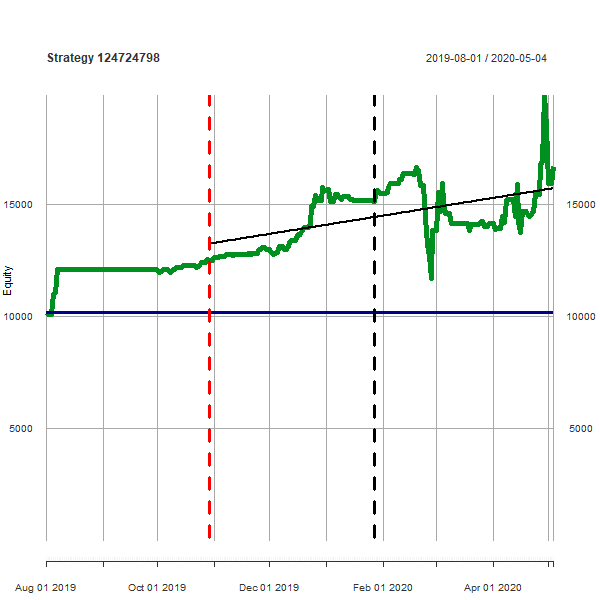 Strategy 124724798
2019-08-01 / 2020-05-04
Equity
15000
15000
10000
10000
5000
5000
Aug 01 2019
Oct 01 2019
Dec 01 2019
Feb 01 2020
Apr 01 2020